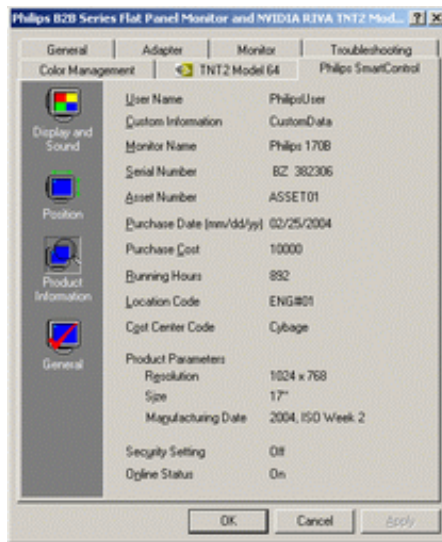 Philips B2B Series Flat Panel Monitor and NVIDIA RIVA TNT2 Mod... ? X
General Adapter Monitor Troubleshooting
Color Management TNT2 Model 64 Philips SmartControl
Display and
Sound
Position
Product
Information
General
User Name PhilipsUser
Custom Information CustomData
Monitor Name Philips 170B
Serial Number BZ 382306
Asset Number ASSET01
Purchase Date (mm/dd/yy) 02/25/2004
Purchase Cost 10000
Running Hours 892
Location Code ENG#01
Cost Center Code Cybage
Product Parameters
Resolution 1024 x 768
Size 17"
Manufacturing Date 2004, ISO Week 2
Security Setting Off
Online Status On
OK Cancel Apply